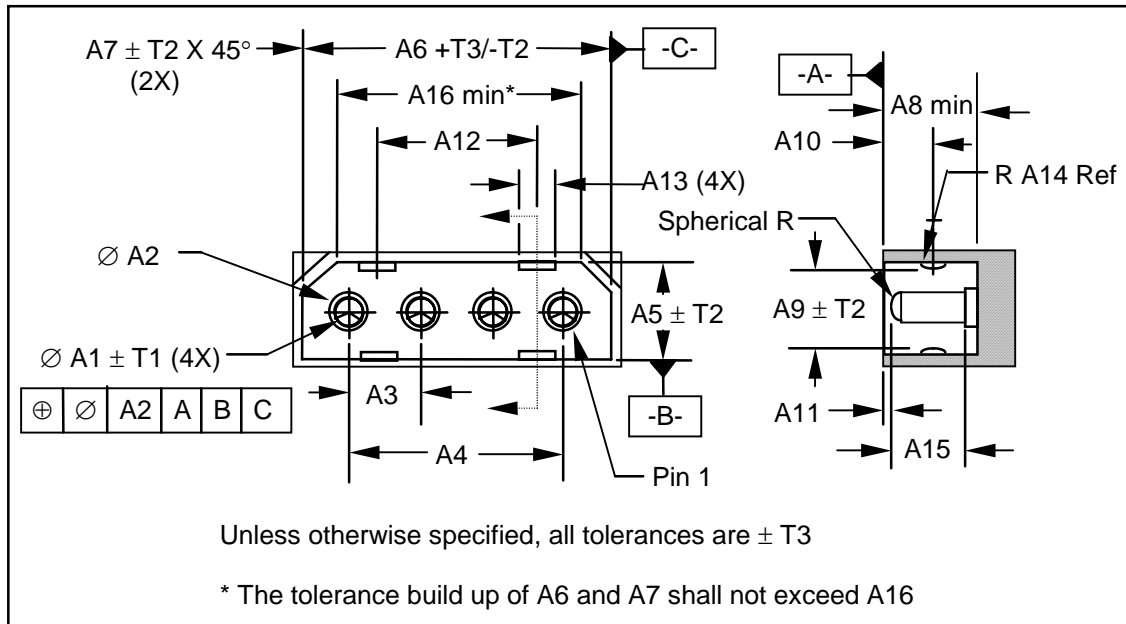 A7 ± T2 X 45°
(2X)
A6 +T3/-T2
-C-
-A-
A16 min*
A8 min
A12
A10
A13 (4X)
R A14 Ref
Spherical R
∅ A2
A5 ± T2
A9 ± T2
∅ A1 ± T1 (4X)
A3
⊕ ∅ A2 A B C
-B-
A11
A4
A15
Pin 1
Unless otherwise specified, all tolerances are ± T3
* The tolerance build up of A6 and A7 shall not exceed A16